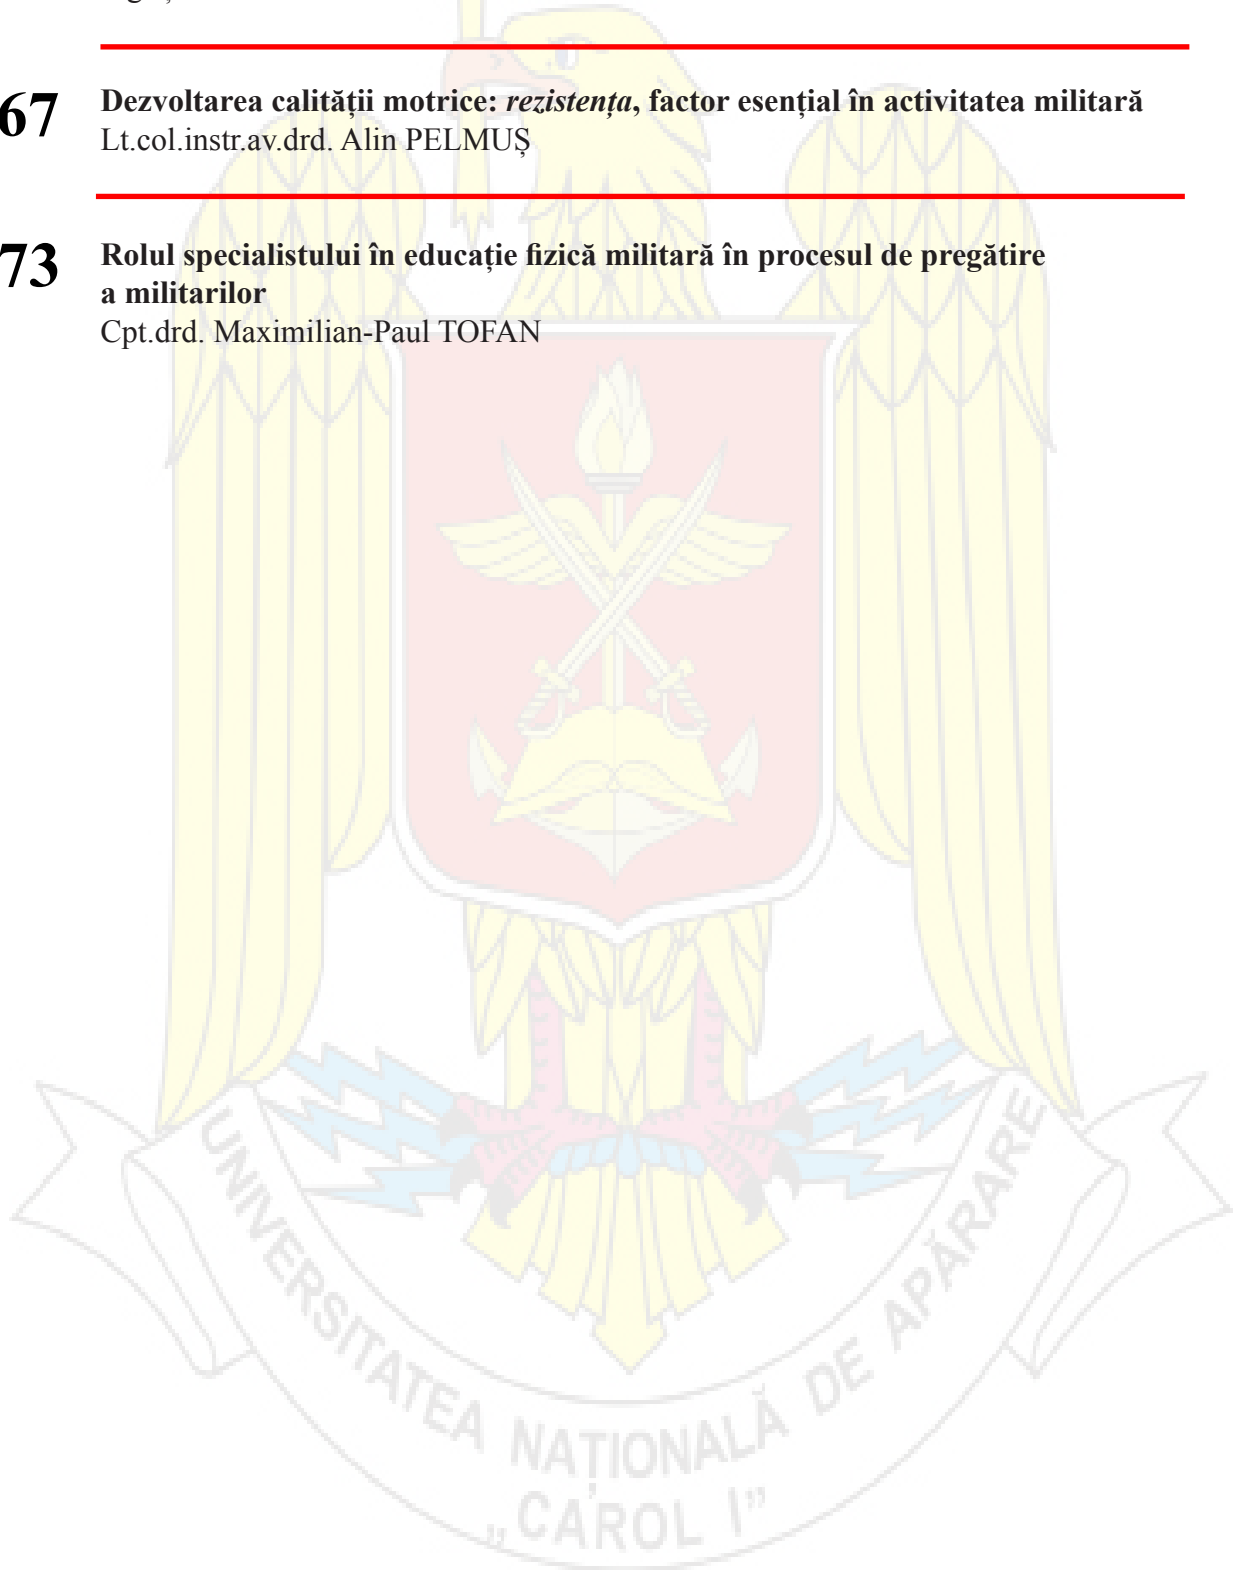 67
Dezvoltarea calității motrice: rezistența, factor esențial în activitatea militară
Lt.col.instr.av.drd. Alin PELMUȘ
73
Rolul specialistului în educație fizică militară în procesul de pregătire
a militarilor
Cpt.drd. Maximilian-Paul TOFAN
UNIVERSITATEA NAȚIONALĂ DE APĂRARE
„CAROL I”